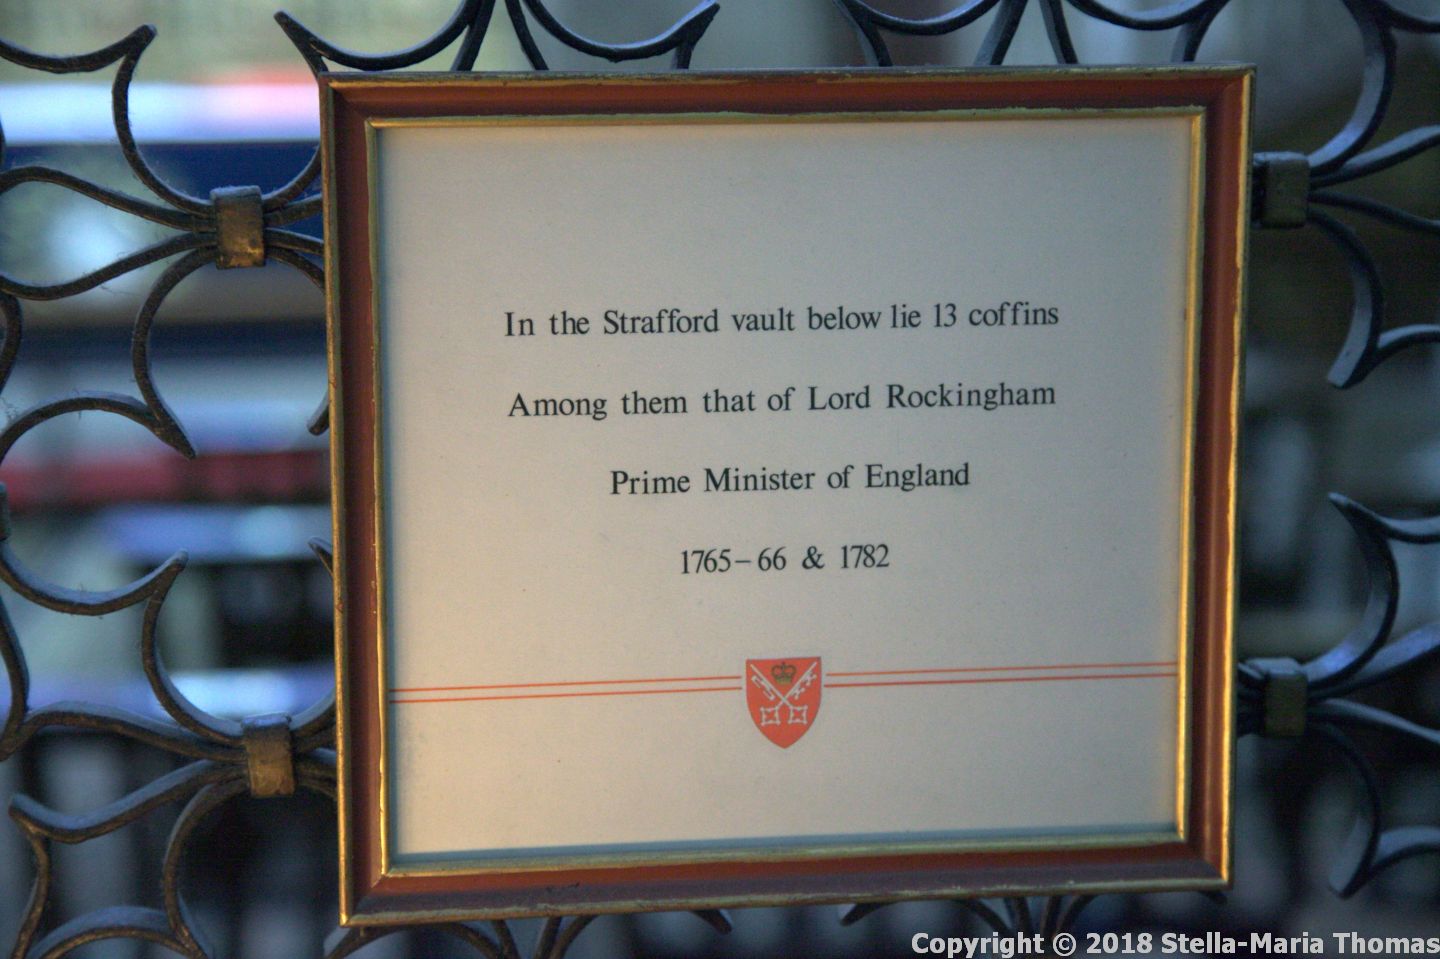 In the Strafford vault below lie 13 coffins
Among them that of Lord Rockingham
Prime Minister of England
1765–66 & 1782
Copyright © 2018 Stella-Maria Thomas